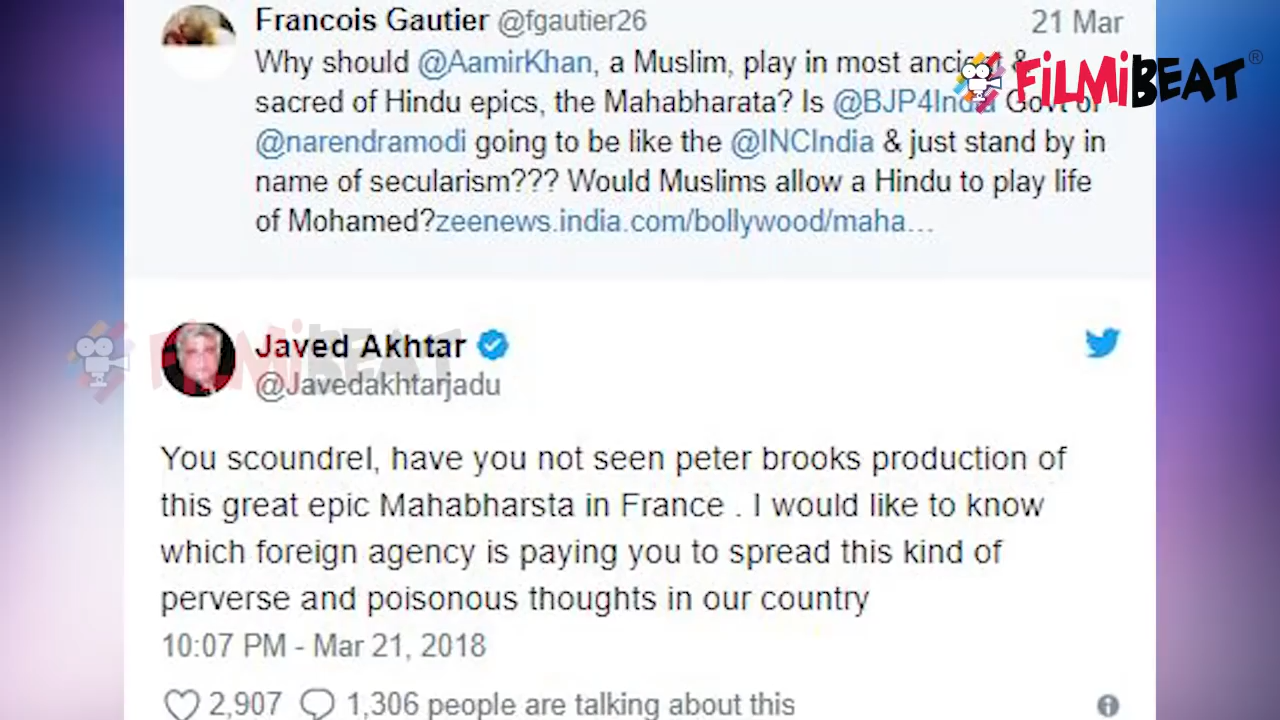 Francois Gautier @fgautier26 21 Mar
Why should @AamirKhan, a Muslim, play in most ancient &
FiLMiBEAT®
sacred of Hindu epics, the Mahabharata? Is @BJP4India Govt of
@narendramodi going to be like the @INCIndia & just stand by in
name of secularism??? Would Muslims allow a Hindu to play life
of Mohamed?zeenews.india.com/bollywood/maha...
FiLMiBEAT
Javed Akhtar
@Javedakhtarjadu
You scoundrel, have you not seen peter brooks production of
this great epic Mahabharsta in France . I would like to know
which foreign agency is paying you to spread this kind of
perverse and poisonous thoughts in our country
10:07 PM - Mar 21, 2018
2,907 1,306 people are talking about this